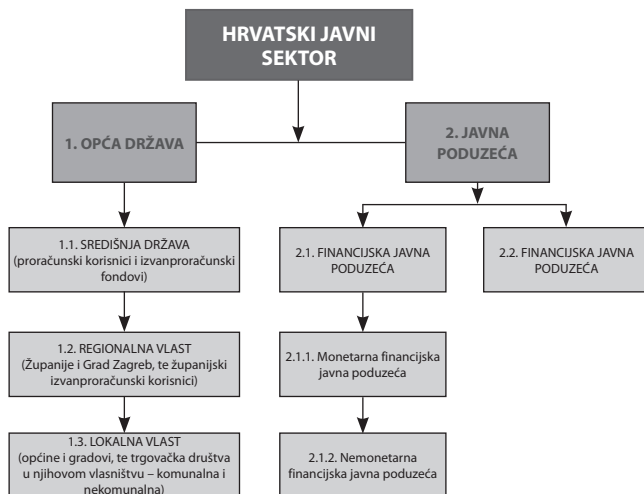 HRVATSKI JAVNI
SEKTOR
1. OPĆA DRŽAVA
2. JAVNA
PODUZEĆA
1.1. SREDIŠNJA DRŽAVA
(proračunski korisnici i izvanproračunski
fondovi)
2.1. FINANCIJSKA JAVNA
PODUZEĆA
2.2. FINANCIJSKA JAVNA
PODUZEĆA
1.2. REGIONALNA VLAST
(Županije i Grad Zagreb, te županijski
izvanproračunski korisnici)
2.1.1. Monetarna financijska
javna poduzeća
1.3. LOKALNA VLAST
(općine i gradovi, te trgovačka društva
u njihovom vlasništvu – komunalna i
nekomunalna)
2.1.2. Nemonetarna
financijska javna poduzeća